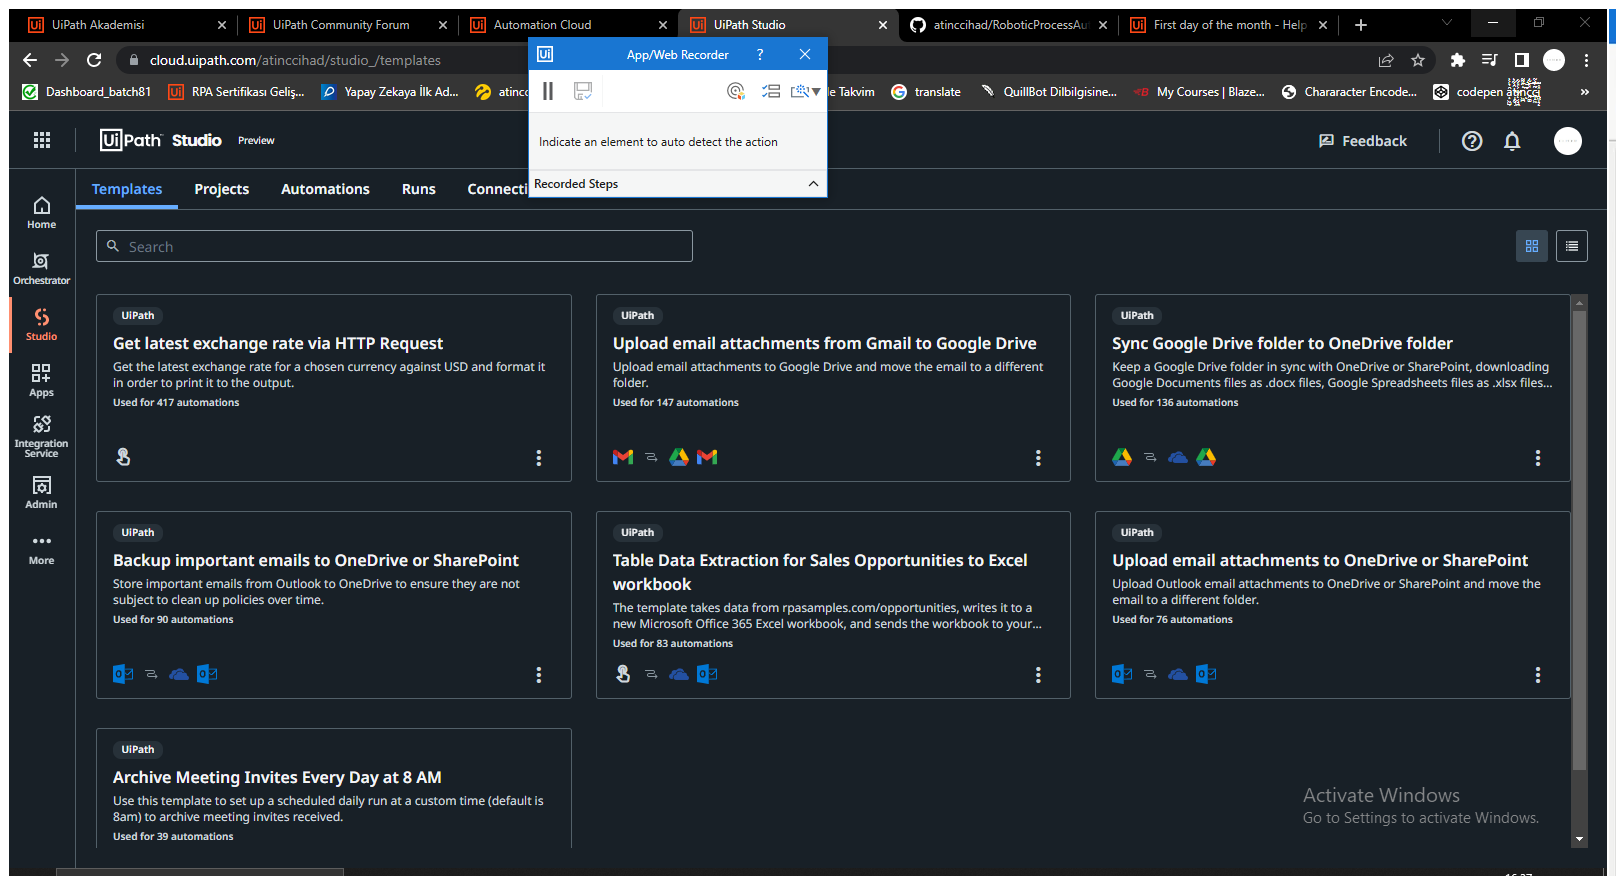 UiPath Akademisi
UiPath Community Forum
Automation Cloud
UiPath Studio
atinccihad/RoboticProcessAu
First day of the month - Help
cloud.uipath.com/atinccihad/studio_/templates
Dashboard_batch81
RPA Sertifikası Geliş...
Yapay Zekaya İlk Ad...
atincc
le Takvim
translate
QuillBot Dilbilgisine...
My Courses | Blaze...
Chararacter Encode...
codepen atincci
App/Web Recorder
Indicate an element to auto detect the action
Recorded Steps
UiPath Studio Preview
Feedback
Home
Orchestrator
Studio
Apps
Integration
Service
Admin
More
Templates
Projects
Automations
Runs
Connecti
Search
UiPath
Get latest exchange rate via HTTP Request
Get the latest exchange rate for a chosen currency against USD and format it
in order to print it to the output.
Used for 417 automations
UiPath
Upload email attachments from Gmail to Google Drive
Upload email attachments to Google Drive and move the email to a different
folder.
Used for 147 automations
UiPath
Sync Google Drive folder to OneDrive folder
Keep a Google Drive folder in sync with OneDrive or SharePoint, downloading
Google Documents files as .docx files, Google Spreadsheets files as .xlsx files...
Used for 136 automations
UiPath
Backup important emails to OneDrive or SharePoint
Store important emails from Outlook to OneDrive to ensure they are not
subject to clean up policies over time.
Used for 90 automations
UiPath
Table Data Extraction for Sales Opportunities to Excel
workbook
The template takes data from rpasamples.com/opportunities, writes it to a
new Microsoft Office 365 Excel workbook, and sends the workbook to your...
Used for 83 automations
UiPath
Upload email attachments to OneDrive or SharePoint
Upload Outlook email attachments to OneDrive or SharePoint and move the
email to a different folder.
Used for 76 automations
UiPath
Archive Meeting Invites Every Day at 8 AM
Use this template to set up a scheduled daily run at a custom time (default is
8am) to archive meeting invites received.
Used for 39 automations
Activate Windows
Go to Settings to activate Windows.